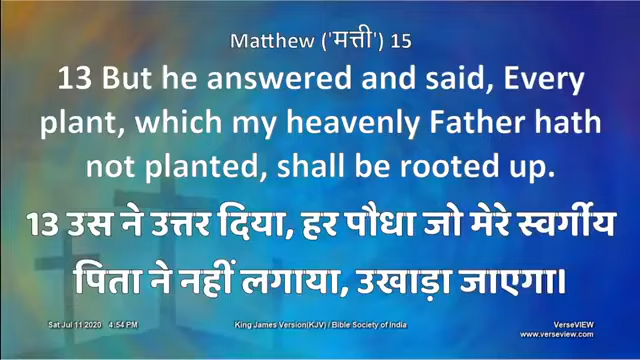 Matthew ('मत्ती') 15
13 But he answered and said, Every
plant, which my heavenly Father hath
not planted, shall be rooted up.
13 उस ने उत्तर दिया, हर पौधा जो मेरे स्वर्गीय
पिता ने नहीं लगाया, उखाड़ा जाएगा।
Sat Jul 11 2020 4:54 PM King James Version(KJV) / Bible Society of India VerseVIEW
www.verseview.com